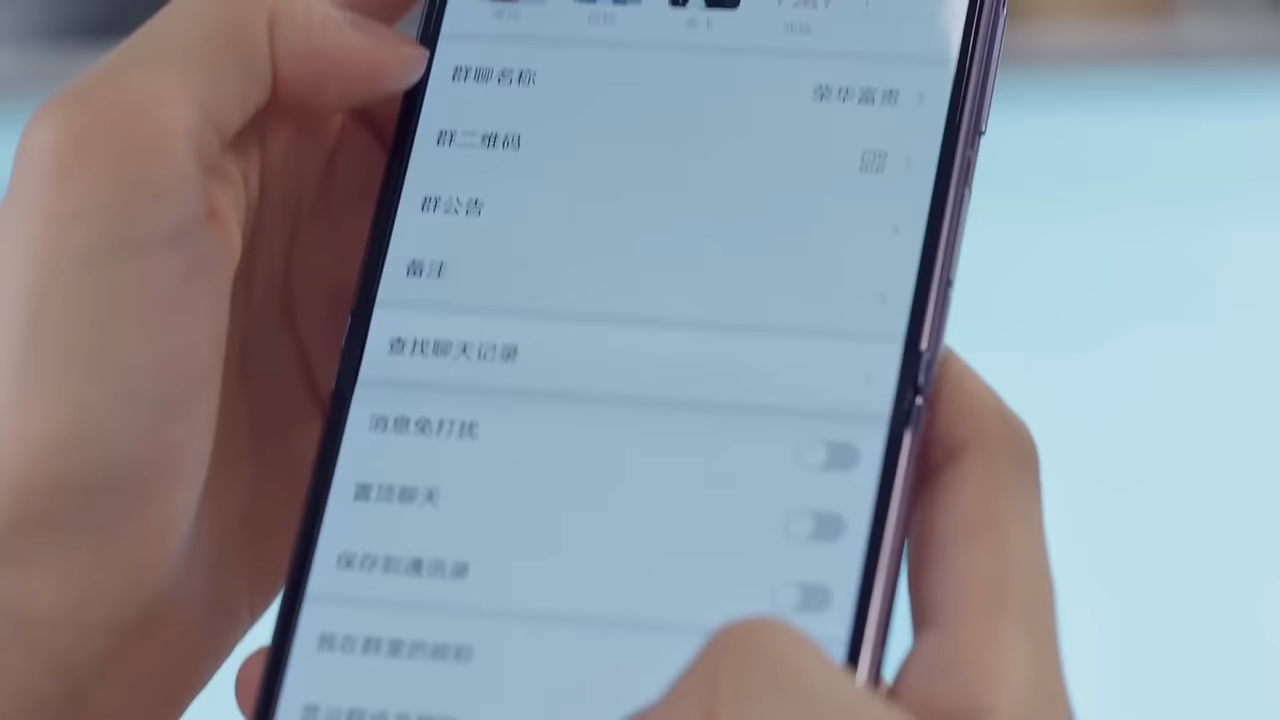 群聊名称 荣华富贵
群二维码
群公告
备注
查找聊天记录
消息免打扰
置顶聊天
保存到通讯录
我在群里的昵称